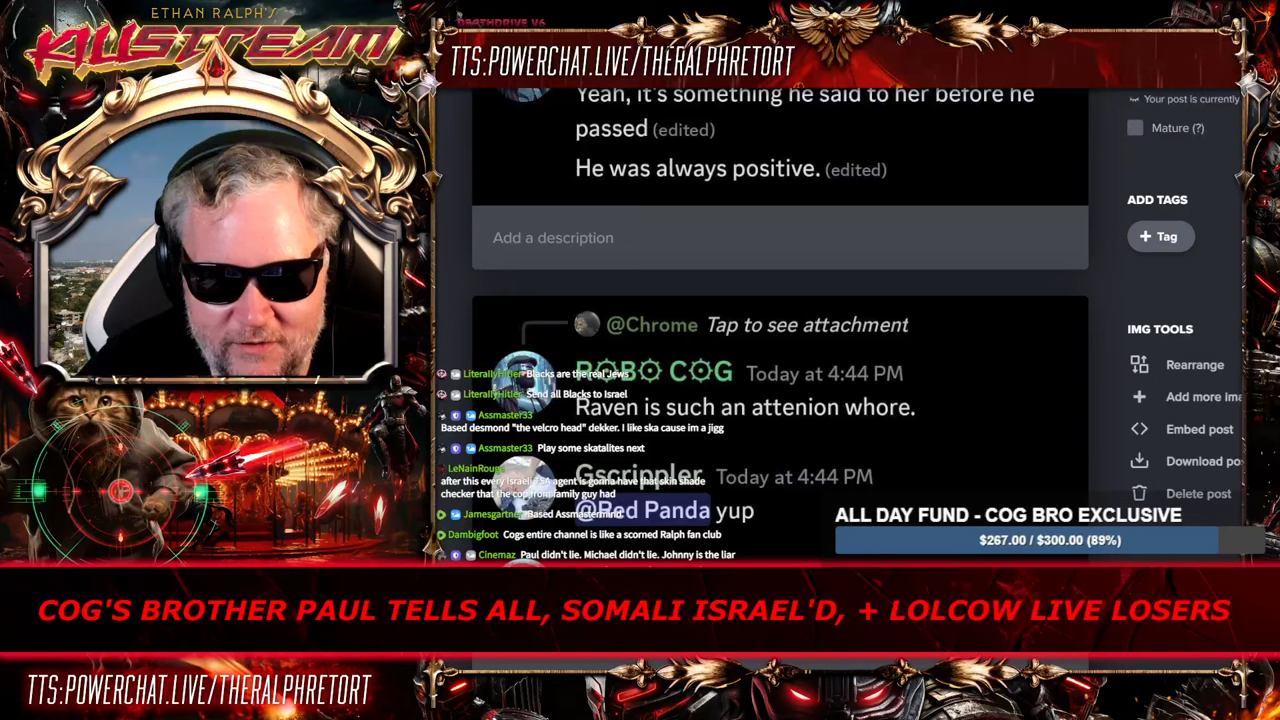 ETHAN RALPH'S
KILLSTREAM
DEATHDRIVE V6
TTS:POWERCHAT.LIVE/THERALPHRETORT
Yeah, it's something he said to her before he
passed (edited)
He was always positive. (edited)
Add a description
Your post is currently
Mature (?)
ADD TAGS
+ Tag
IMG TOOLS
Rearrange
Add more ima
Embed post
Download po
Delete post
@Chrome Tap to see attachment
ROBO COG Today at 4:44 PM
Raven is such an attenion whore.
Gscrippler Today at 4:44 PM
@Red Panda yup
LiterallyHitler Blacks are the real Jews
LiterallyHitler Send all Blacks to Israel
Assmaster33
Based desmond "the velcro head" dekker. I like ska cause im a jigg
Assmaster33 Play some skatalites next
LeNainRouge
after this every Israeli TSA agent is gonna have that skin shade
checker that the cop from family guy had
Jamesgartner Based Assmastermind
Dambigfoot Cogs entire channel is like a scorned Ralph fan club
Cinemaz Paul didn't lie. Michael didn't lie. Johnny is the liar
ALL DAY FUND - COG BRO EXCLUSIVE
$267.00 / $300.00 (89%)
COG'S BROTHER PAUL TELLS ALL, SOMALI ISRAEL'D, + LOLCOW LIVE LOSERS
TTS:POWERCHAT.LIVE/THERALPHRETORT